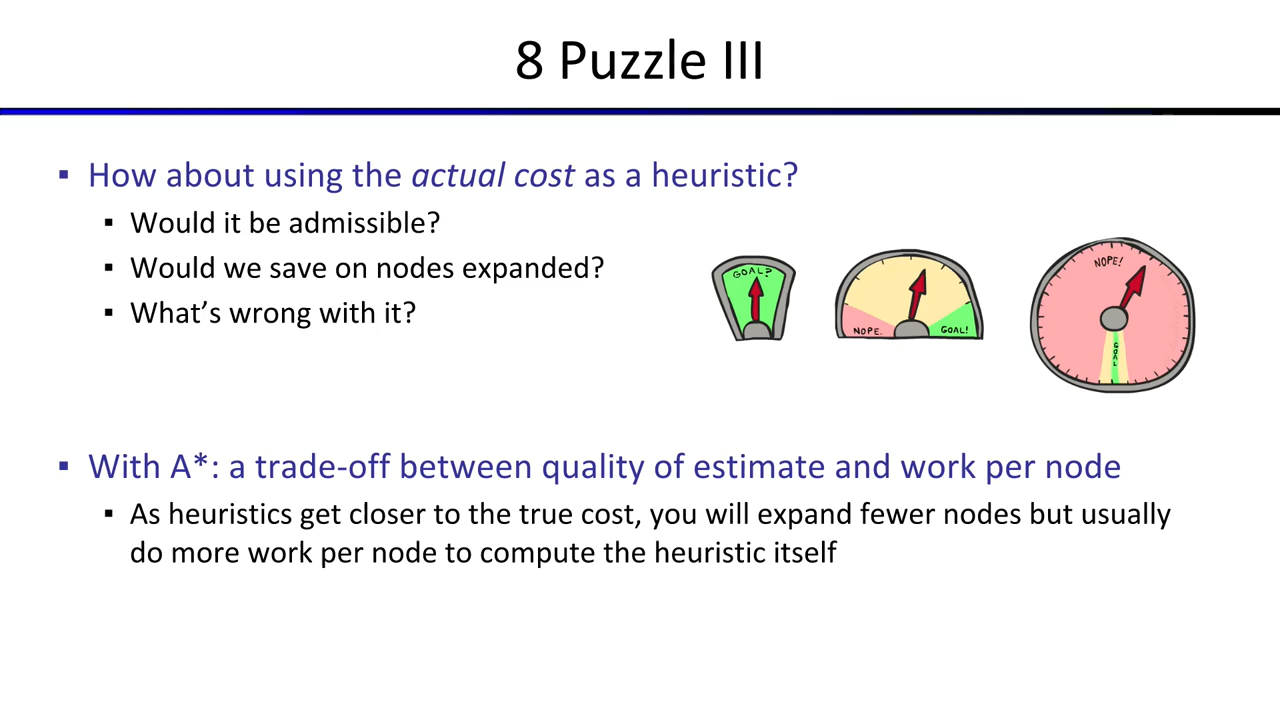 8 Puzzle III
▪ How about using the actual cost as a heuristic?
▪ Would it be admissible?
▪ Would we save on nodes expanded?
▪ What's wrong with it?
GOAL?
NOPE.
GOAL!
NOPE!
GOAL
▪ With A*: a trade-off between quality of estimate and work per node
▪ As heuristics get closer to the true cost, you will expand fewer nodes but usually
do more work per node to compute the heuristic itself